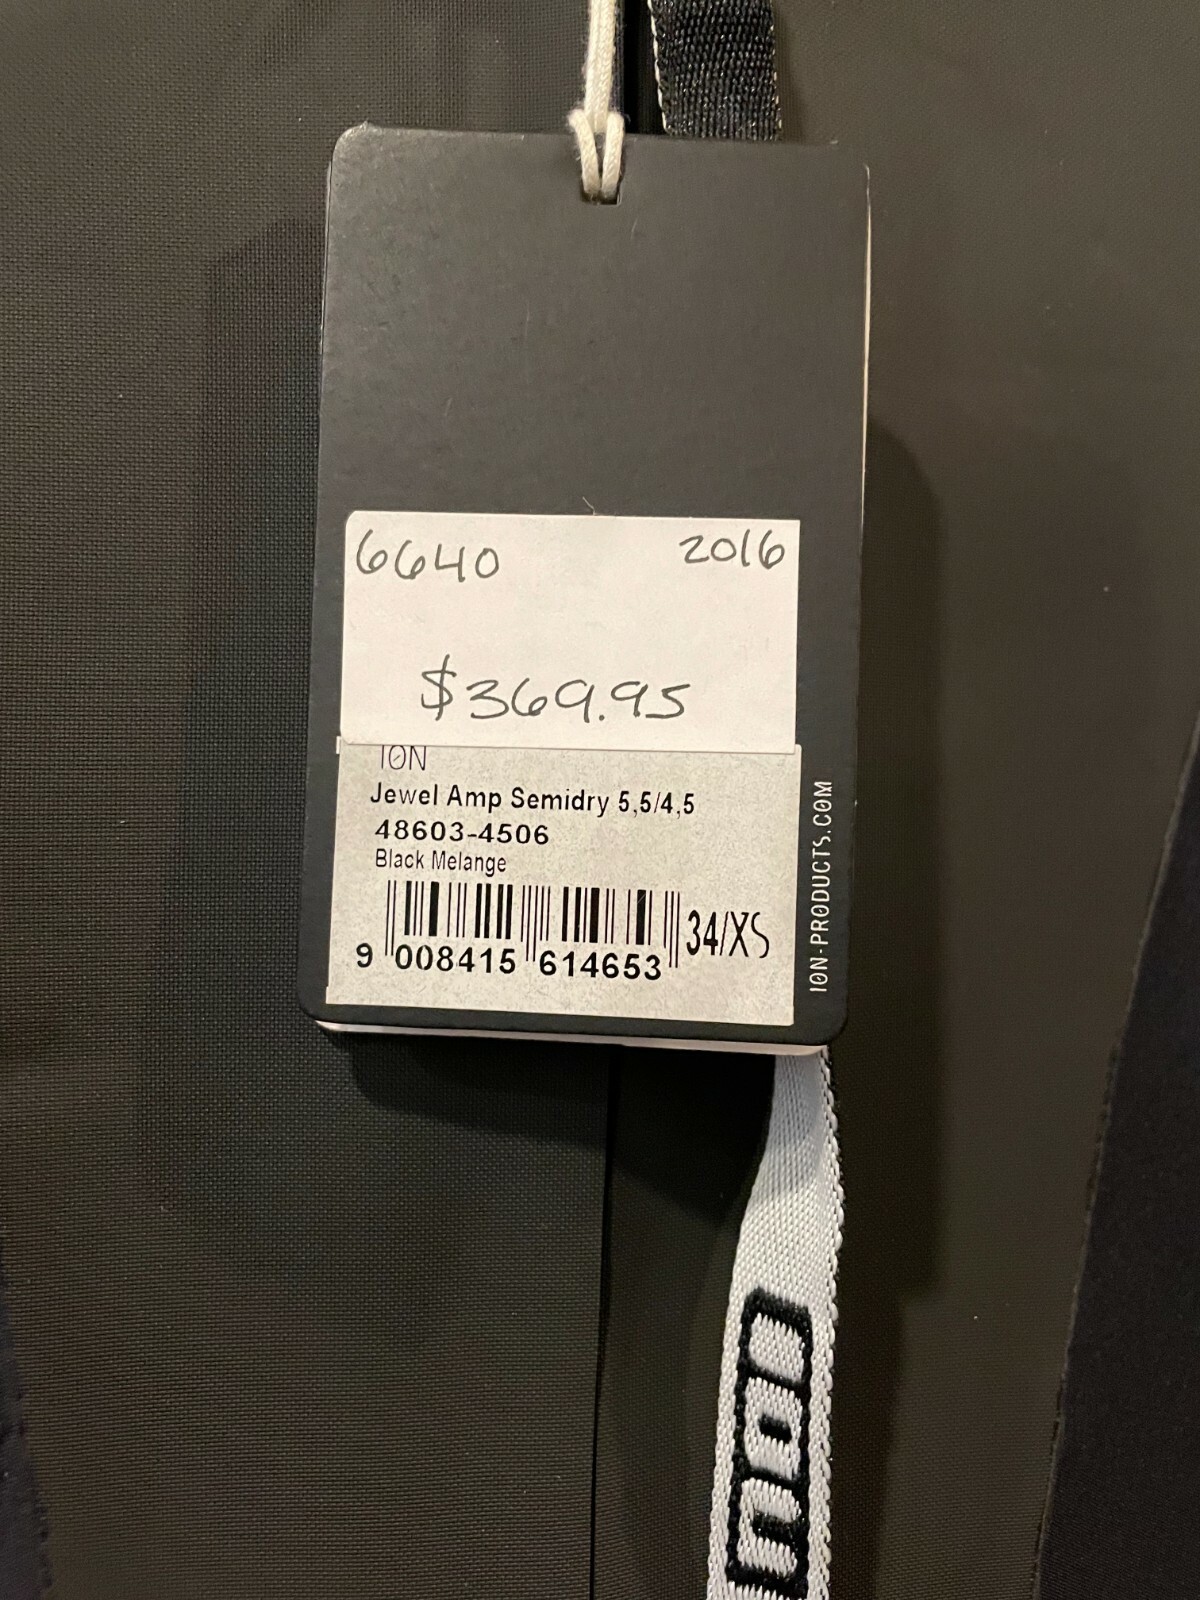 6640 2016
$369.95
ION
Jewel Amp Semidry 5,5/4,5
48603-4506
Black Melange
34/XS
9 008415 614653
ION-PRODUCTS.COM
ION